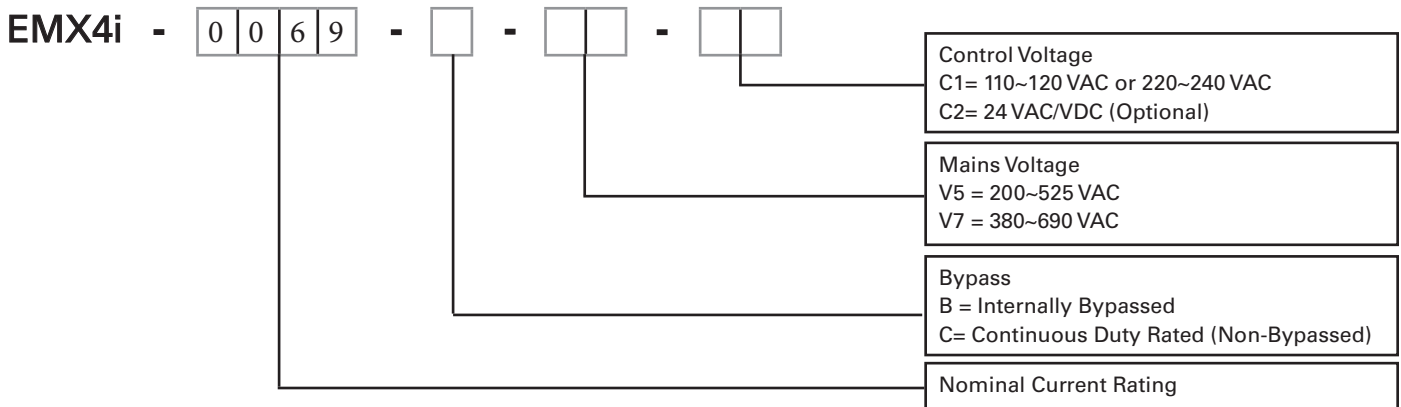 EMX4i - 0 0 6 9 - - -
Control Voltage
C1= 110~120 VAC or 220~240 VAC
C2= 24 VAC/VDC (Optional)
Mains Voltage
V5 = 200~525 VAC
V7 = 380~690 VAC
Bypass
B = Internally Bypassed
C= Continuous Duty Rated (Non-Bypassed)
Nominal Current Rating